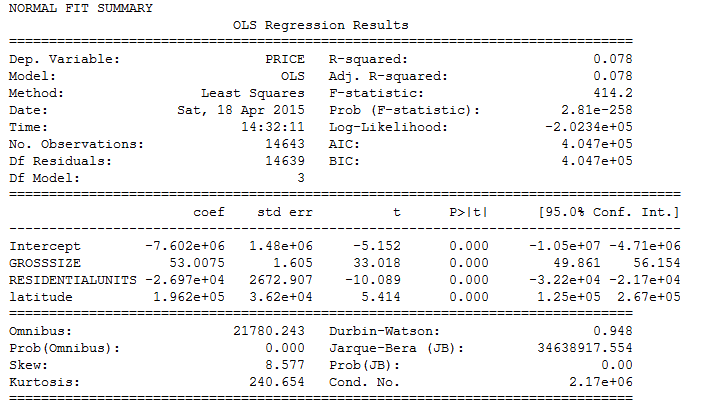 NORMAL FIT SUMMARY
OLS Regression Results
==============================================================================
Dep. Variable: PRICE R-squared: 0.078
Model: OLS Adj. R-squared: 0.078
Method: Least Squares F-statistic: 414.2
Date: Sat, 18 Apr 2015 Prob (F-statistic): 2.81e-258
Time: 14:32:11 Log-Likelihood: -2.0234e+05
No. Observations: 14643 AIC: 4.047e+05
Df Residuals: 14639 BIC: 4.047e+05
Df Model: 3
====================================================================================
coef std err t P>|t| [95.0% Conf. Int.]
------------------------------------------------------------------------------------
Intercept -7.602e+06 1.48e+06 -5.152 0.000 -1.05e+07 -4.71e+06
GROSSSIZE 53.0075 1.605 33.018 0.000 49.861 56.154
RESIDENTIALUNITS -2.697e+04 2672.907 -10.089 0.000 -3.22e+04 -2.17e+04
latitude 1.962e+05 3.62e+04 5.414 0.000 1.25e+05 2.67e+05
==============================================================================
Omnibus: 21780.243 Durbin-Watson: 0.948
Prob(Omnibus): 0.000 Jarque-Bera (JB): 34638917.554
Skew: 8.577 Prob(JB): 0.00
Kurtosis: 240.654 Cond. No. 2.17e+06
==============================================================================